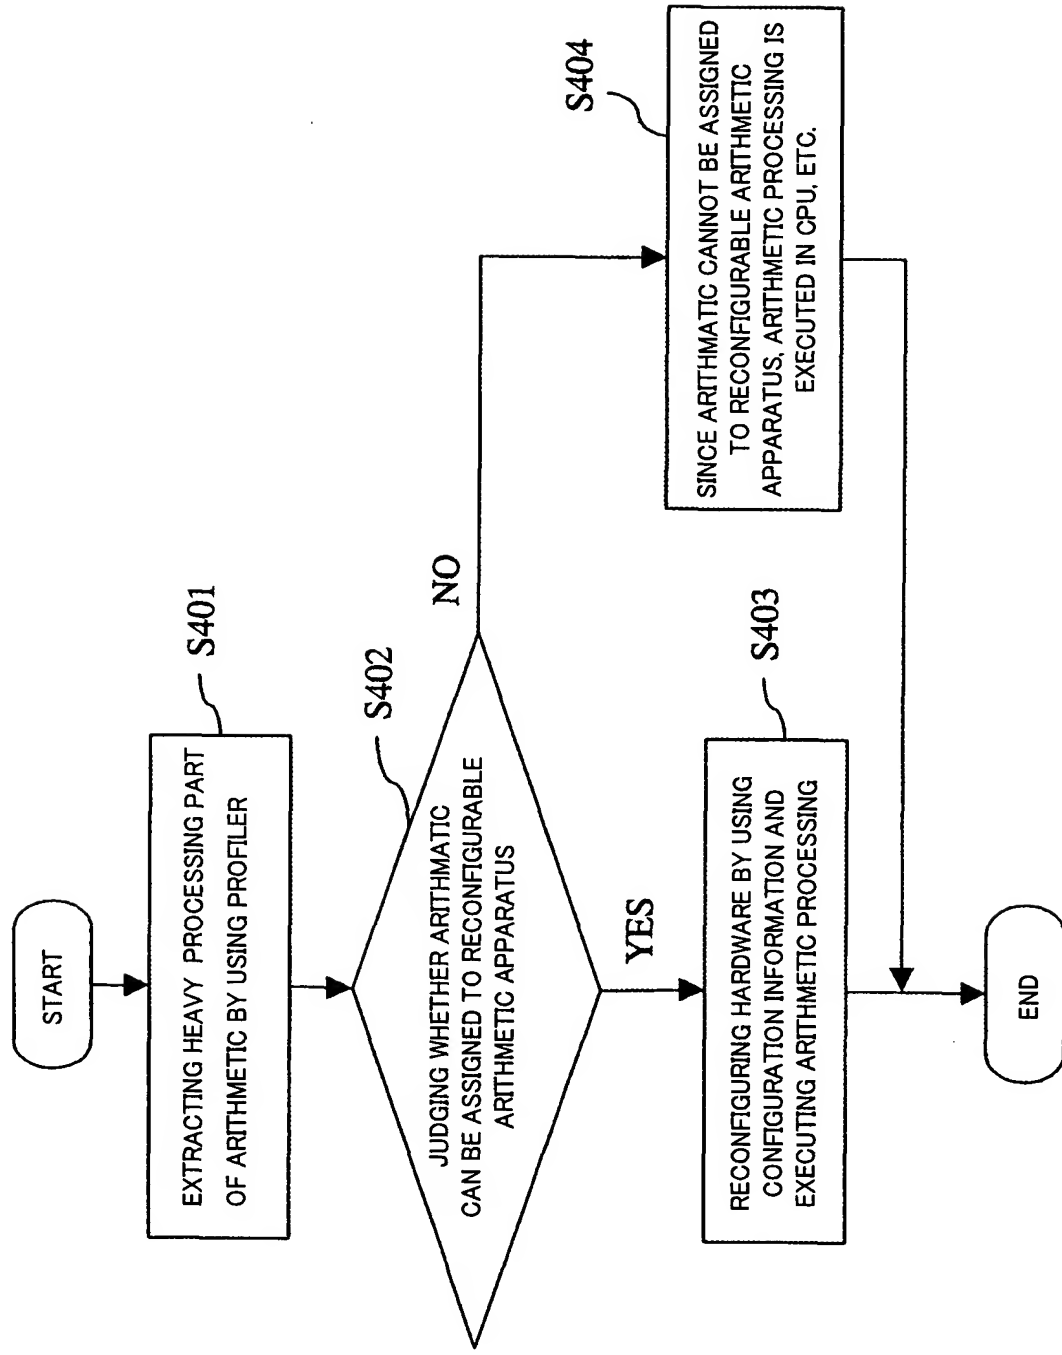 START
EXTRACTING HEAVY PROCESSING PART
OF ARITHMETIC BY USING PROFILER
S401
JUDGING WHETHER ARITHMATIC
CAN BE ASSIGNED TO RECONFIGURABLE
ARITHMETIC APPARATUS
S402
NO
YES
RECONFIGURING HARDWARE BY USING
CONFIGURATION INFORMATION AND
EXECUTING ARITHMETIC PROCESSING
S403
SINCE ARITHMATIC CANNOT BE ASSIGNED
TO RECONFIGURABLE ARITHMETIC
APPARATUS, ARITHMETIC PROCESSING IS
EXECUTED IN CPU, ETC.
S404
END